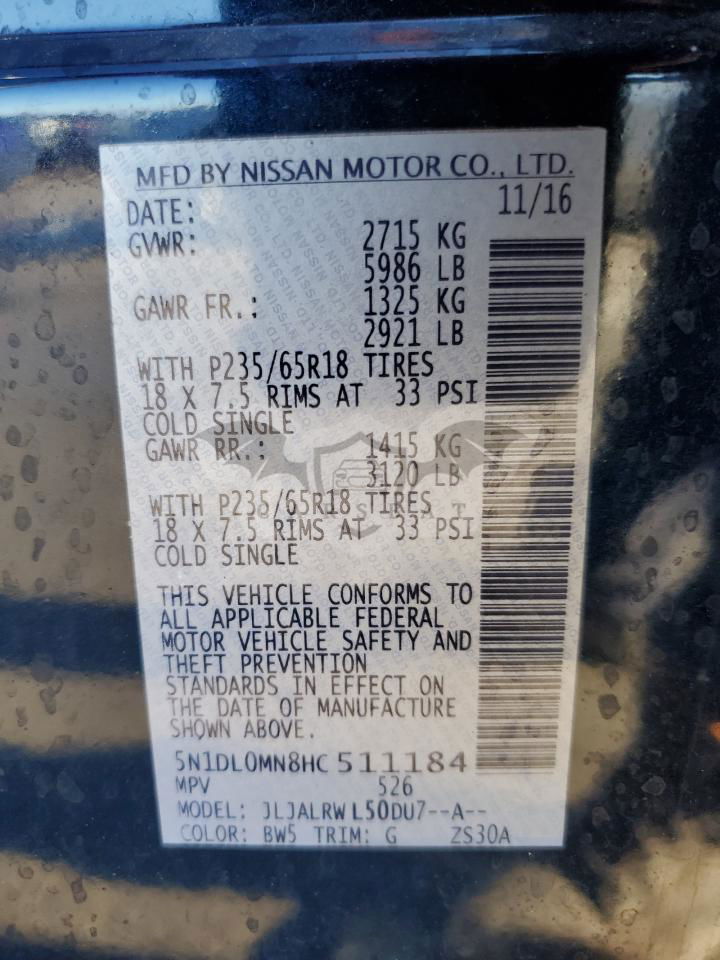 MFD BY NISSAN MOTOR CO., LTD.
DATE: 11/16
GVWR: 2715 KG
5986 LB
GAWR FR.: 1325 KG
2921 LB
WITH P235/65R18 TIRES
18 X 7.5 RIMS AT 33 PSI
COLD SINGLE
GAWR RR.: 1415 KG
3120 LB
WITH P235/65R18 TIRES
18 X 7.5 RIMS AT 33 PSI
COLD SINGLE
THIS VEHICLE CONFORMS TO
ALL APPLICABLE FEDERAL
MOTOR VEHICLE SAFETY AND
THEFT PREVENTION
STANDARDS IN EFFECT ON
THE DATE OF MANUFACTURE
SHOWN ABOVE.
5N1DL0MN8HC511184
MPV 526
MODEL: JLJALRWL50DU7--A--
COLOR: BW5 TRIM: G ZS30A